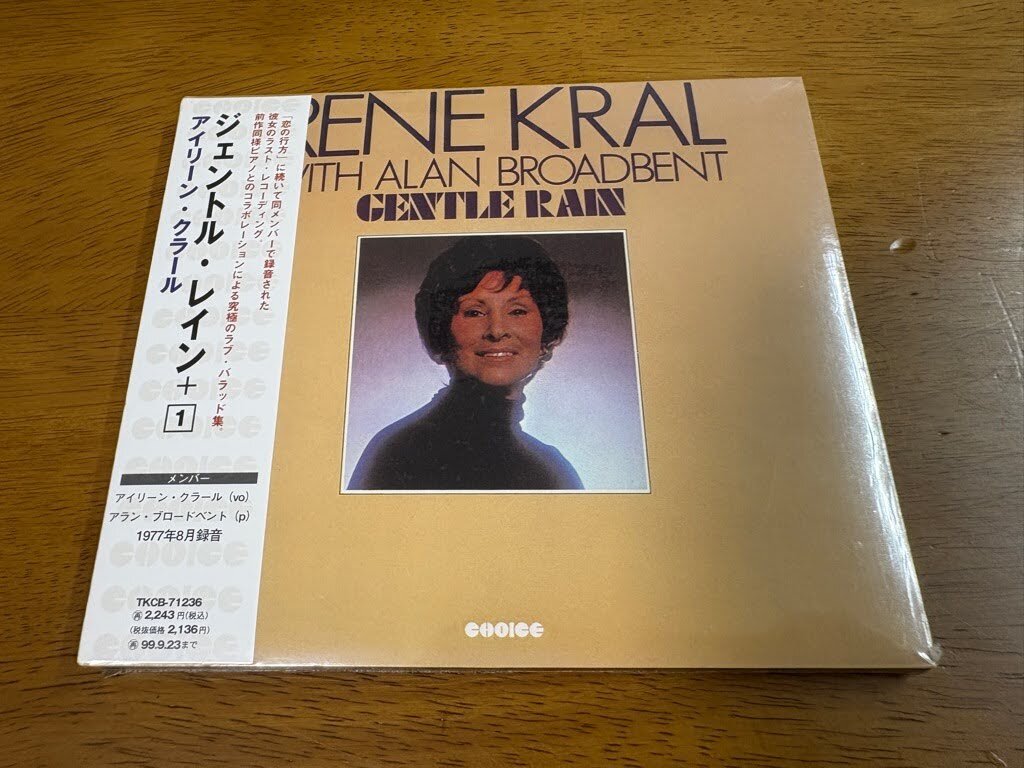 RENE KRAL
WITH ALAN BROADBENT
GENTLE RAIN
CHOICE
「恋の行方」に続いて同メンバーで録音された
彼女のラスト・レコーディング。
前作同様ピアノとのコラボレーションによる究極のラブ・バラッド集。
ジェントル・レイン+1
アイリーン・クラール
メンバー
アイリーン・クラール (vo)
アラン・ブロードベント (p)
1977年8月録音
TKCB-71236
再2,243円(税込)
(税抜価格 2,136円)
再99.9.23まで